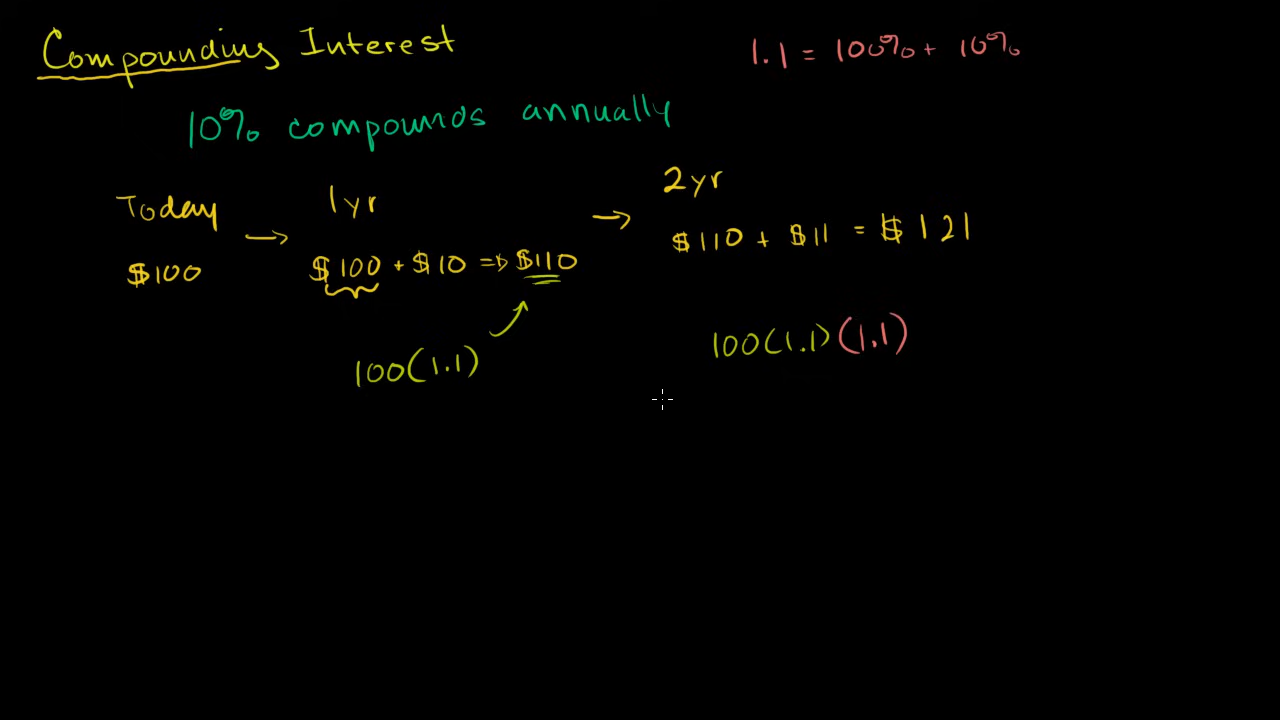 Compounding Interest
1.1 = 100% + 10%
10% compounds annually
Today → 1yr → 2yr
$100
$100 + $10 => $110
$110 + $11 = $121
100(1.1)
100(1.1)(1.1)